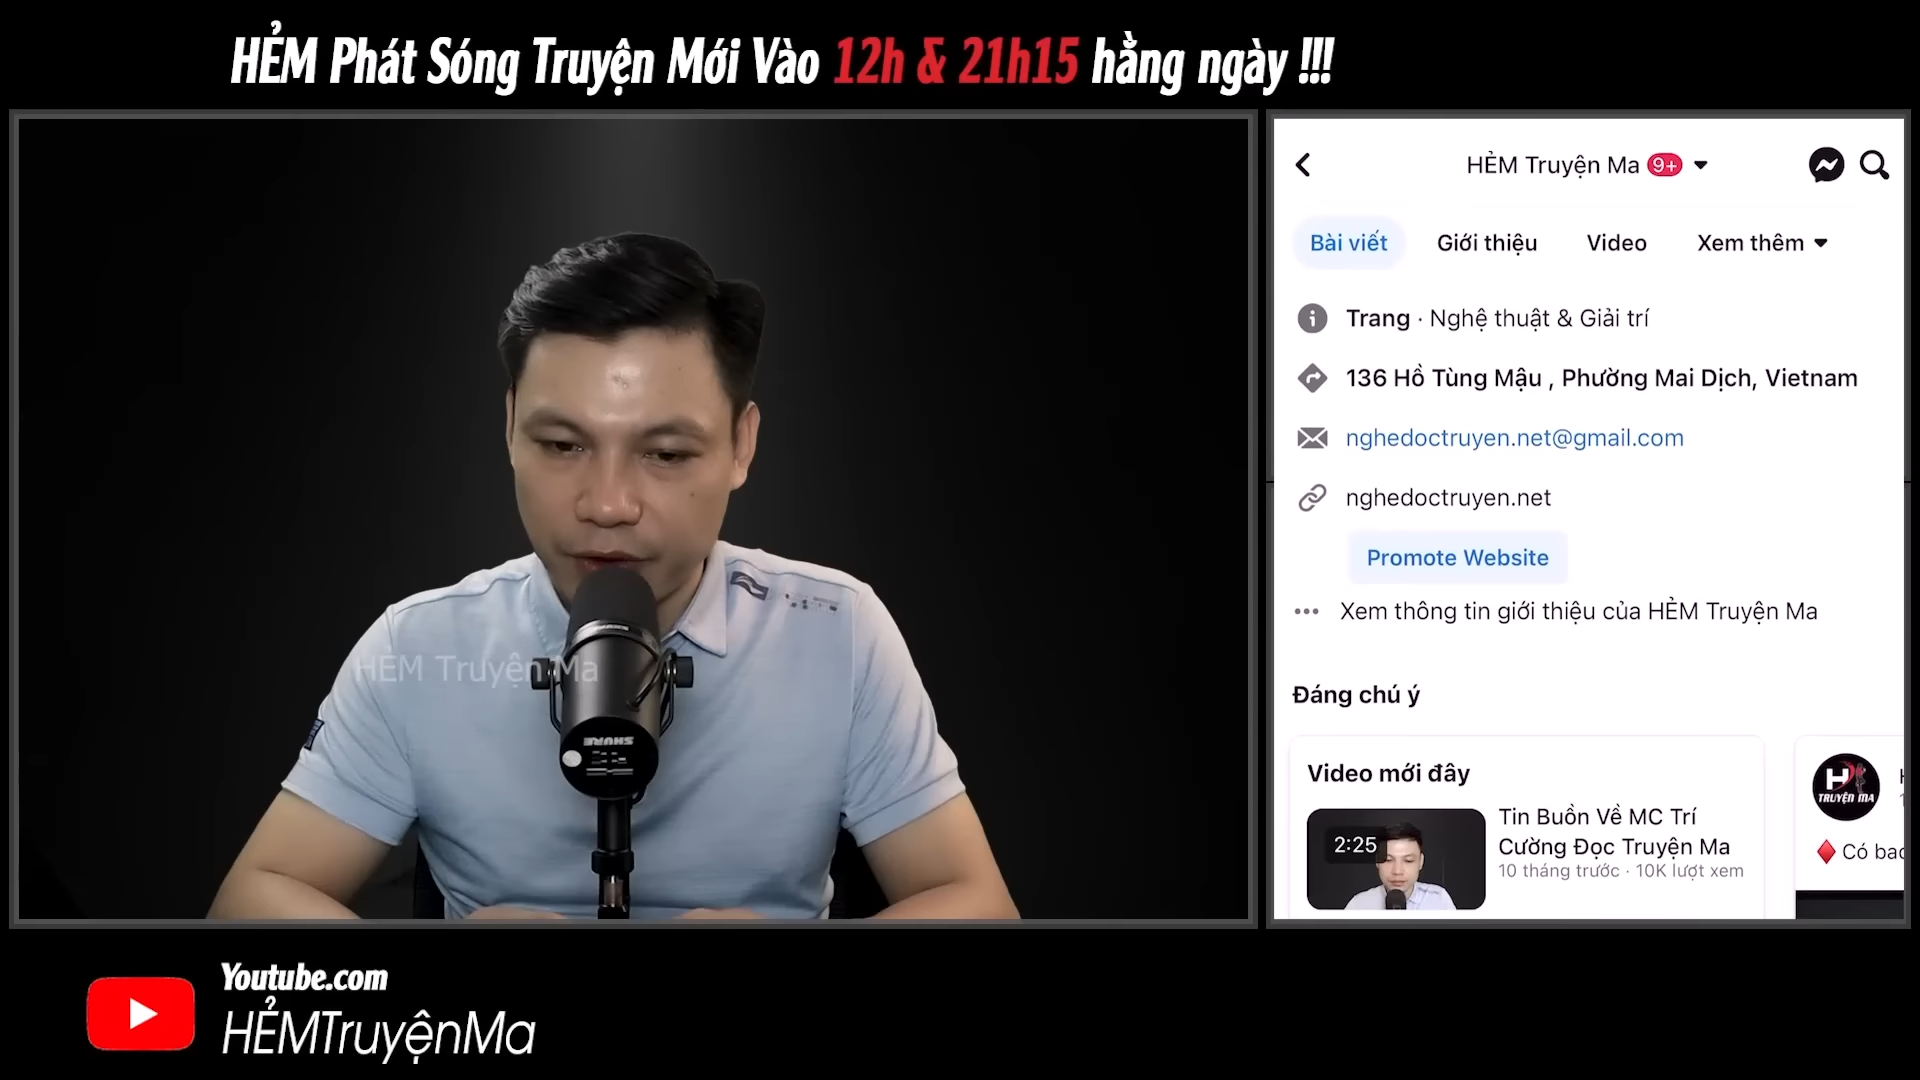 HẺM Phát Sóng Truyện Mới Vào 12h & 21h15 hằng ngày !!!
HẺM Truyện Ma 9+
Bài viết Giới thiệu Video Xem thêm
Trang · Nghệ thuật & Giải trí
136 Hồ Tùng Mậu , Phường Mai Dịch, Vietnam
nghedoctruyen.net@gmail.com
nghedoctruyen.net
Promote Website
Xem thông tin giới thiệu của HẺM Truyện Ma
Đáng chú ý
Video mới đây
2:25
Tin Buồn Về MC Trí
Cường Đọc Truyện Ma
10 tháng trước · 10K lượt xem
H
TRUYỆN MA
Có bao
HẺM Truyện Ma
SHURE
Youtube.com
HẺMTruyệnMa